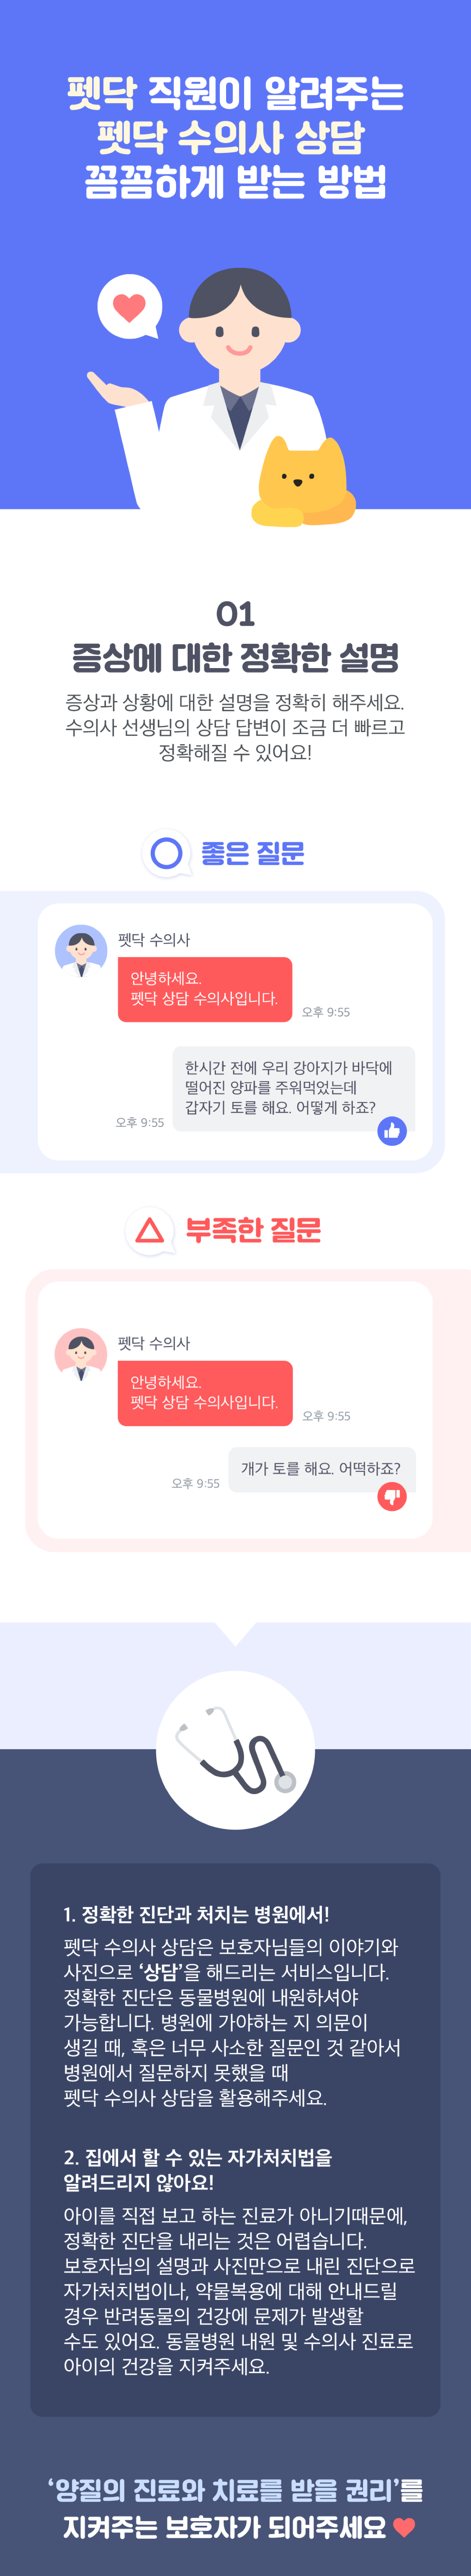 펫닥 직원이 알려주는
펫닥 수의사 상담
꼼꼼하게 받는 방법
01
증상에 대한 정확한 설명
증상과 상황에 대한 설명을 정확히 해주세요.
수의사 선생님의 상담 답변이 조금 더 빠르고
정확해질 수 있어요!
좋은 질문
펫닥 수의사
안녕하세요.
펫닥 상담 수의사입니다.
오후 9:55
한시간 전에 우리 강아지가 바닥에
떨어진 양파를 주워먹었는데
갑자기 토를 해요. 어떻게 하죠?
오후 9:55
부족한 질문
펫닥 수의사
안녕하세요.
펫닥 상담 수의사입니다.
오후 9:55
개가 토를 해요. 어떡하죠?
오후 9:55
1. 정확한 진단과 처치는 병원에서!
펫닥 수의사 상담은 보호자님들의 이야기와
사진으로 ‘상담’을 해드리는 서비스입니다.
정확한 진단은 동물병원에 내원하셔야
가능합니다. 병원에 가야하는 지 의문이
생길 때, 혹은 너무 사소한 질문인 것 같아서
병원에서 질문하지 못했을 때
펫닥 수의사 상담을 활용해주세요.
2. 집에서 할 수 있는 자가처치법을
알려드리지 않아요!
아이를 직접 보고 하는 진료가 아니기때문에,
정확한 진단을 내리는 것은 어렵습니다.
보호자님의 설명과 사진만으로 내린 진단으로
자가처치법이나, 약물복용에 대해 안내드릴
경우 반려동물의 건강에 문제가 발생할
수도 있어요. 동물병원 내원 및 수의사 진료로
아이의 건강을 지켜주세요.
‘양질의 진료와 치료를 받을 권리’를
지켜주는 보호자가 되어주세요